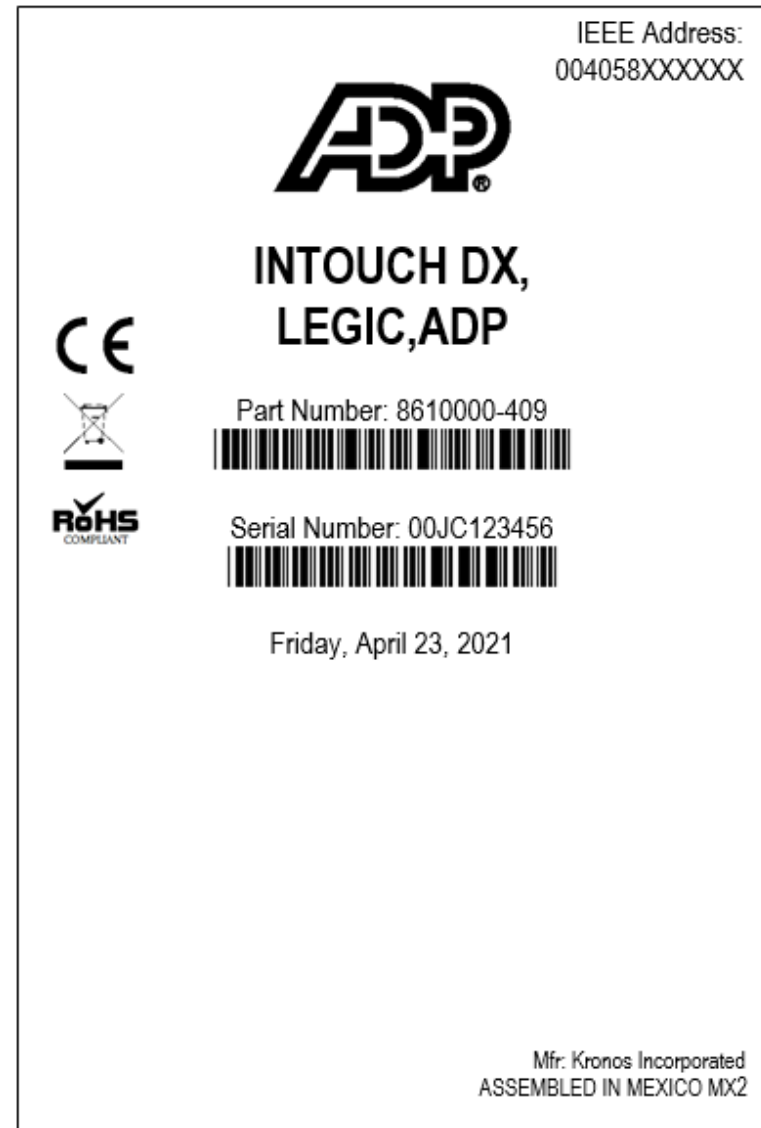 IEEE Address:
004058XXXXXX
ADP®
INTOUCH DX,
LEGIC,ADP
CE
Part Number: 8610000-409
RoHS
COMPLIANT
Serial Number: 00JC123456
Friday, April 23, 2021
Mfr: Kronos Incorporated
ASSEMBLED IN MEXICO MX2